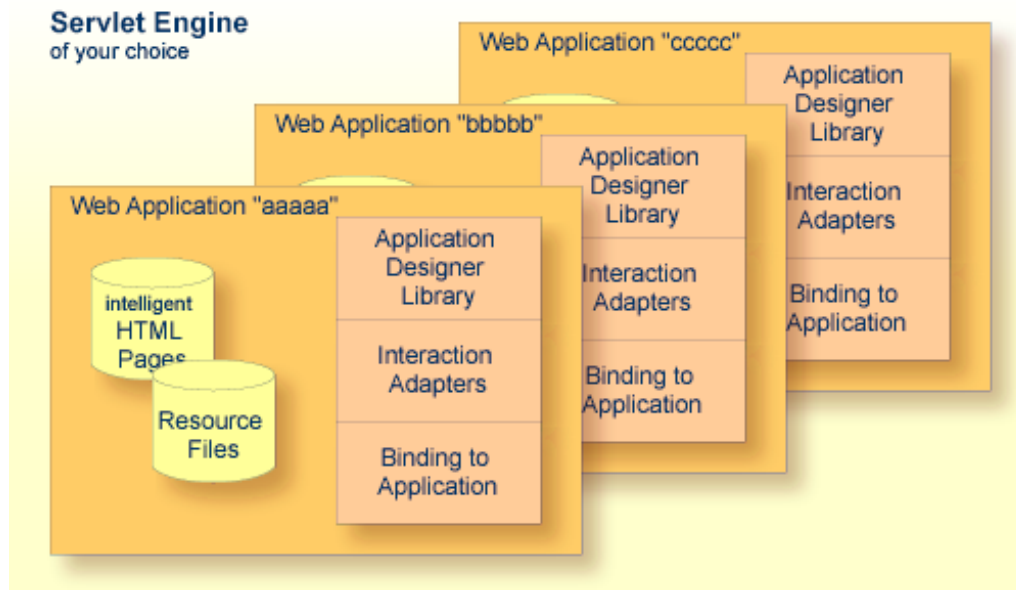 Servlet Engine
of your choice
Web Application "ccccc"
Application
Designer
Library
Interaction
Adapters
Binding to
Application
Web Application "bbbbb"
Application
Designer
Library
Interaction
Adapters
Binding to
Application
Web Application "aaaaa"
intelligent
HTML
Pages
Resource
Files
Application
Designer
Library
Interaction
Adapters
Binding to
Application